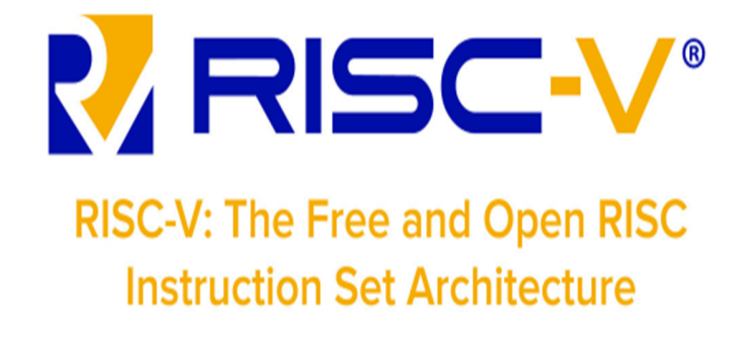 RISC-V®
RISC-V: The Free and Open RISC
Instruction Set Architecture